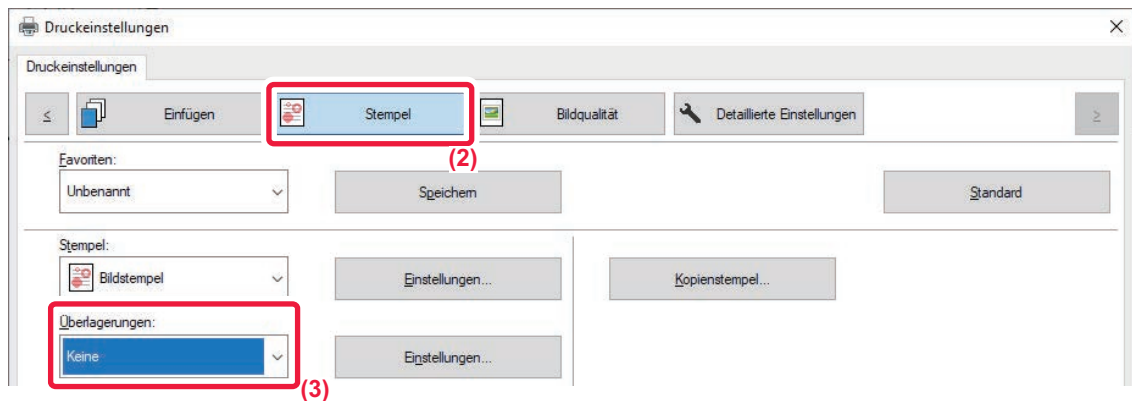 Druckeinstellungen
Druckeinstellungen
< Einfügen Stempel Bildqualität Detaillierte Einstellungen >
(2)
Favoriten:
Unbenannt Speichern Standard
Stempel:
Bildstempel Einstellungen... Kopienstempel...
Überlagerungen:
Keine Einstellungen...
(3)